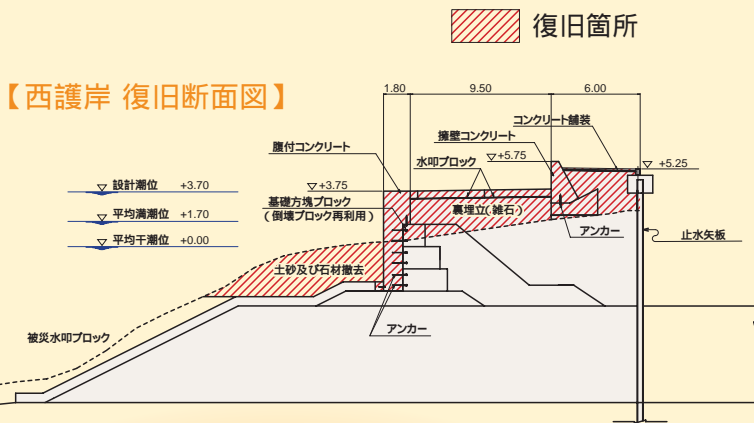 復旧箇所
【西護岸 復旧断面図】
1.80
9.50
6.00
コンクリート舗装
擁壁コンクリート
腹付コンクリート
水叩ブロック
+5.75
+5.25
設計潮位 +3.70
+3.75
基礎方塊ブロック
(倒壊ブロック再利用)
裏埋立(雑石)
平均満潮位 +1.70
アンカー
止水矢板
平均干潮位 +0.00
土砂及び石材撤去
アンカー
被災水叩ブロック